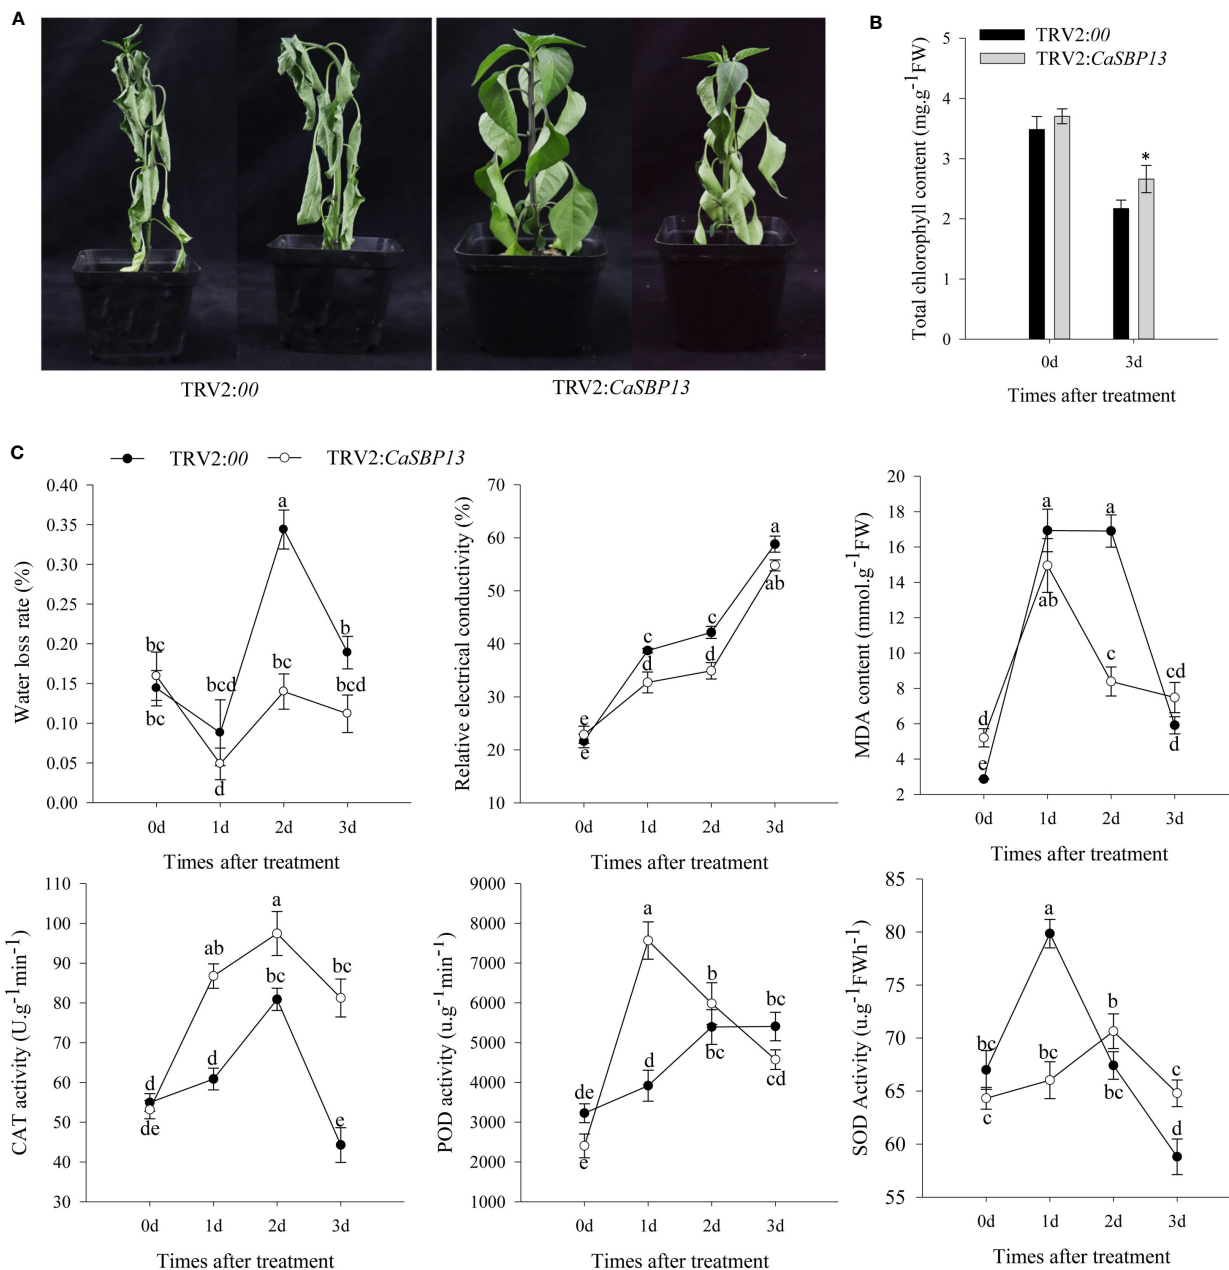 A
TRV2:00
TRV2:CaSBP13
B
TRV2:00
TRV2:CaSBP13
Total chlorophyll content (mg.g⁻¹FW)
5
4
3
2
1
0
*
0d 3d
Times after treatment
C
TRV2:00 TRV2:CaSBP13
Water loss rate (%)
0.40
0.35
0.30
0.25
0.20
0.15
0.10
0.05
0.00
bc
bc
bcd
d
a
bc
b
bcd
0d 1d 2d 3d
Times after treatment
Relative electrical conductivity (%)
70
60
50
40
30
20
10
e
e
c
d
c
d
a
ab
0d 1d 2d 3d
Times after treatment
MDA content (mmol.g⁻¹FW)
20
18
16
14
12
10
8
6
4
2
d
e
a
ab
a
c
cd
d
0d 1d 2d 3d
Times after treatment
CAT activity (U.g⁻¹min⁻¹)
110
100
90
80
70
60
50
40
30
d
de
ab
d
a
bc
bc
e
0d 1d 2d 3d
Times after treatment
POD activity (u.g⁻¹min⁻¹)
9000
8000
7000
6000
5000
4000
3000
2000
1000
de
e
a
d
b
bc
bc
cd
0d 1d 2d 3d
Times after treatment
SOD Activity (u.g⁻¹FWh⁻¹)
85
80
75
70
65
60
55
bc
c
a
bc
b
bc
c
d
0d 1d 2d 3d
Times after treatment